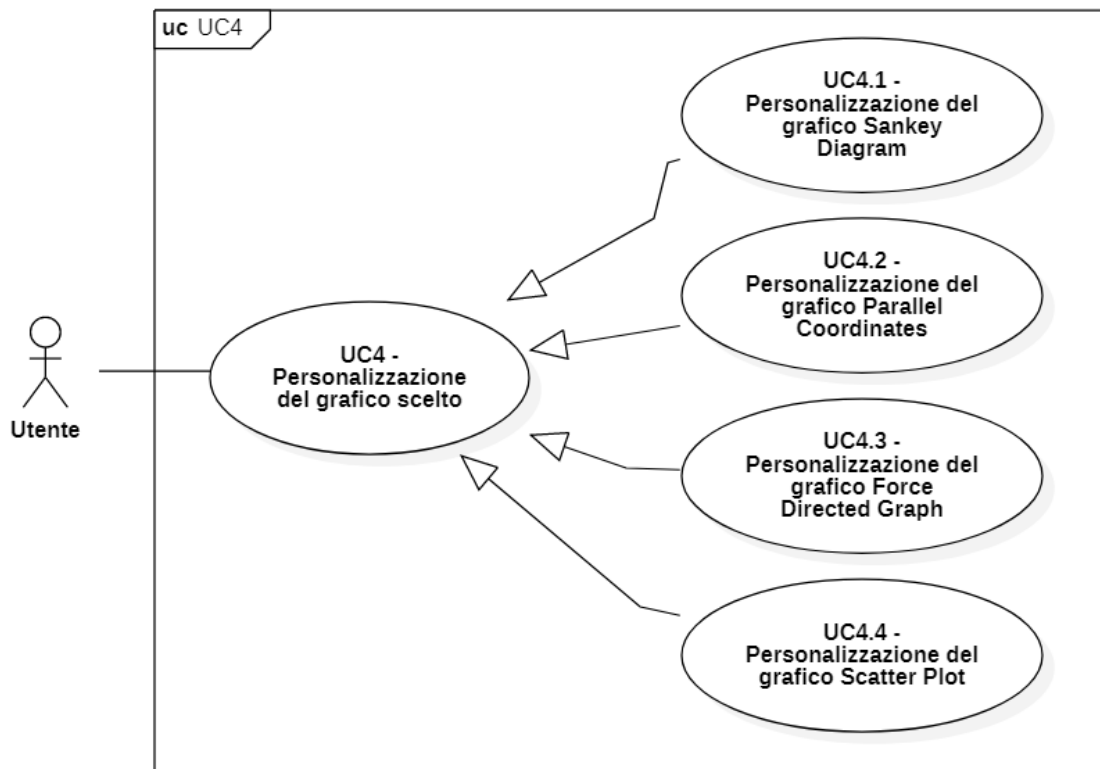 uc UC4
UC4.1 -
Personalizzazione del
grafico Sankey
Diagram
UC4.2 -
Personalizzazione del
grafico Parallel
Coordinates
UC4 -
Personalizzazione
del grafico scelto
Utente
UC4.3 -
Personalizzazione del
grafico Force
Directed Graph
UC4.4 -
Personalizzazione del
grafico Scatter Plot